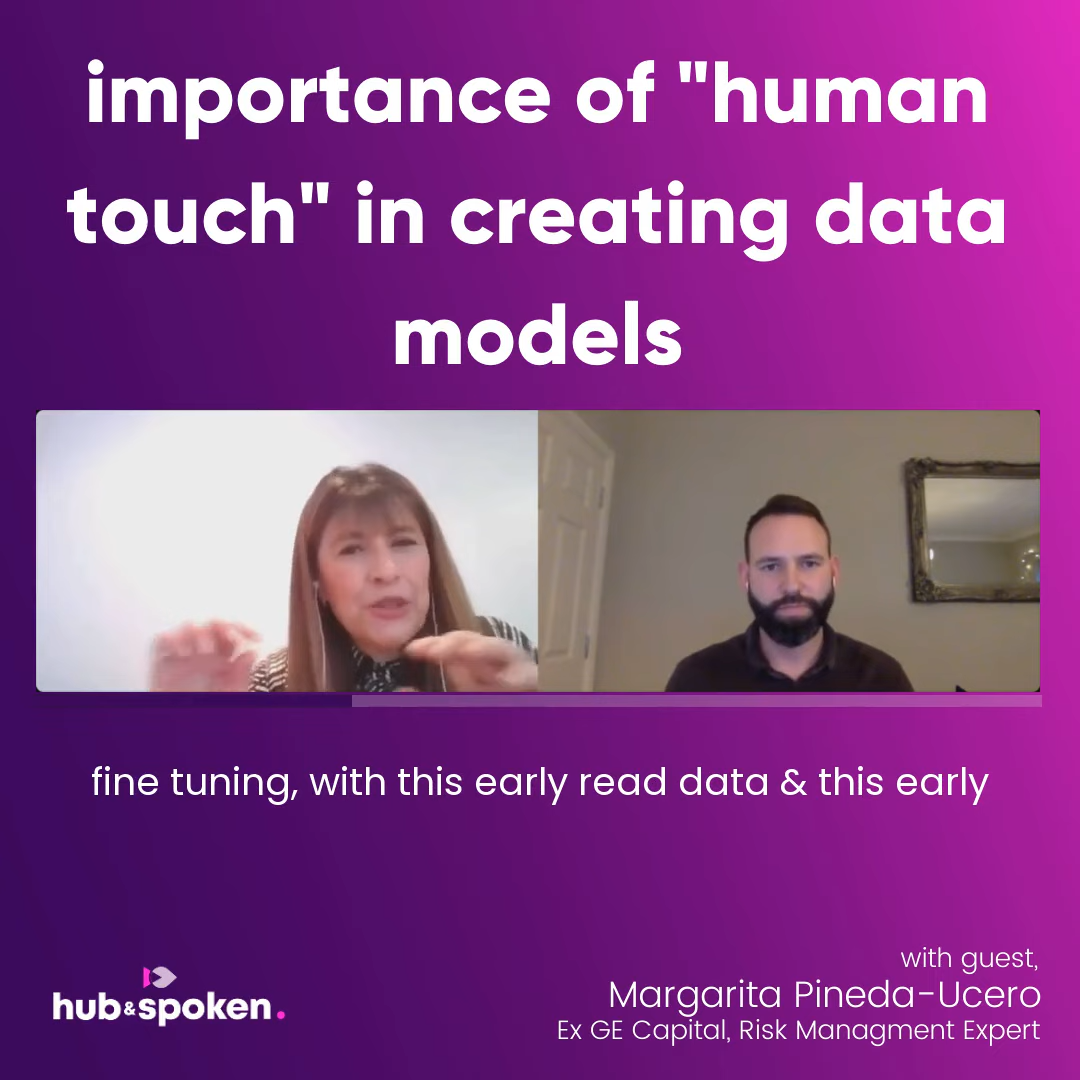 importance of "human
touch" in creating data
models
fine tuning, with this early read data & this early
hub&spoken.
with guest,
Margarita Pineda-Ucero
Ex GE Capital, Risk Managment Expert